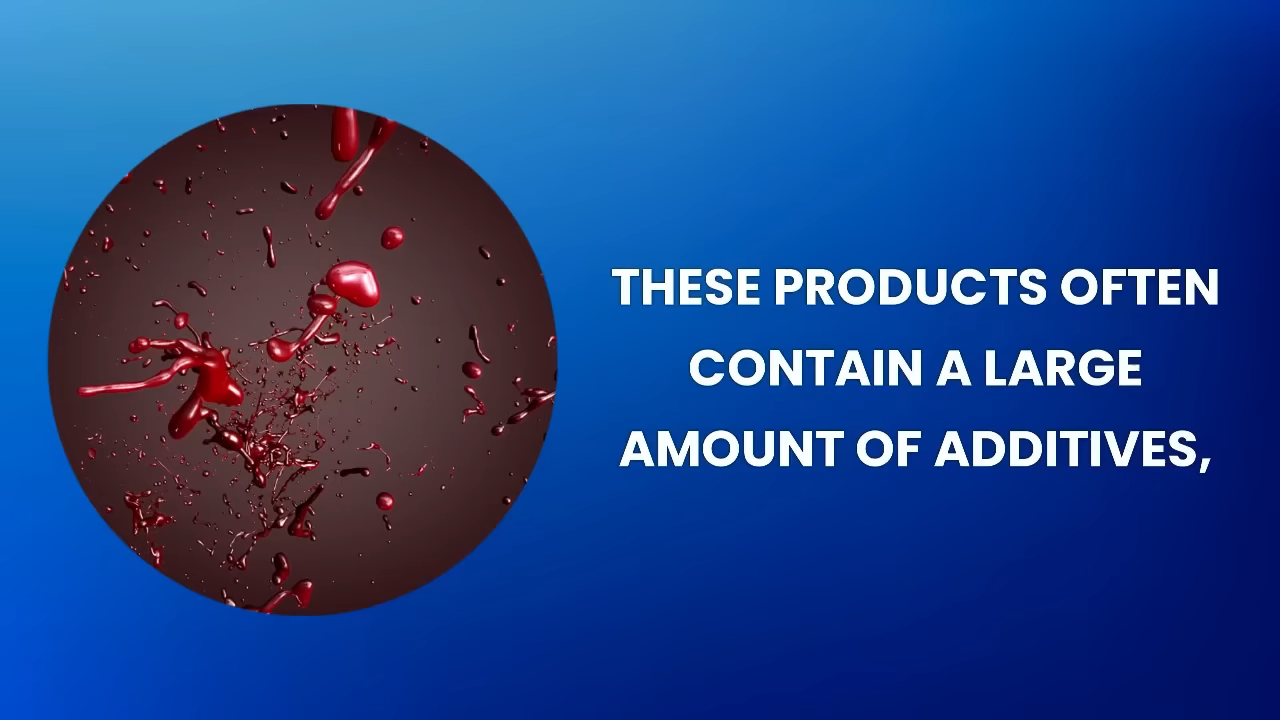 THESE PRODUCTS OFTEN
CONTAIN A LARGE
AMOUNT OF ADDITIVES,